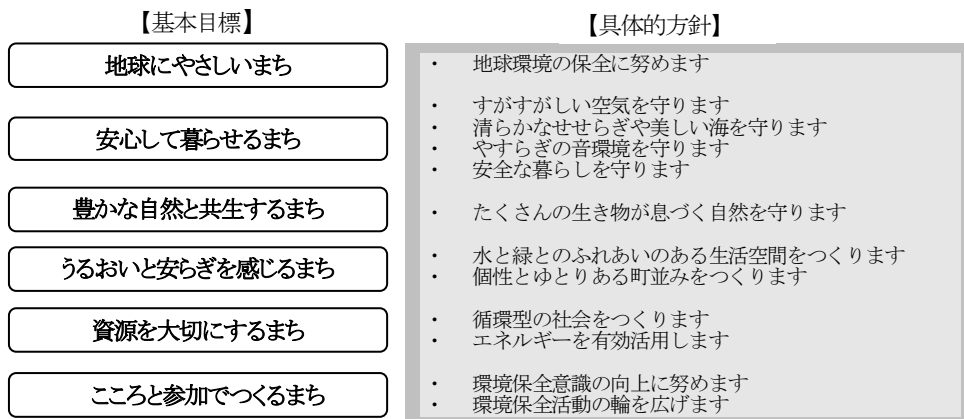 【基本目標】
【具体的方針】
地球にやさしいまち
・ 地球環境の保全に努めます
安心して暮らせるまち
・ すがすがしい空気を守ります
・ 清らかなせせらぎや美しい海を守ります
・ やすらぎの音環境を守ります
・ 安全な暮らしを守ります
豊かな自然と共生するまち
・ たくさんの生き物が息づく自然を守ります
うるおいと安らぎを感じるまち
・ 水と緑とのふれあいのある生活空間をつくります
・ 個性とゆとりある町並みをつくります
資源を大切にするまち
・ 循環型の社会をつくります
・ エネルギーを有効活用します
こころと参加でつくるまち
・ 環境保全意識の向上に努めます
・ 環境保全活動の輪を広げます